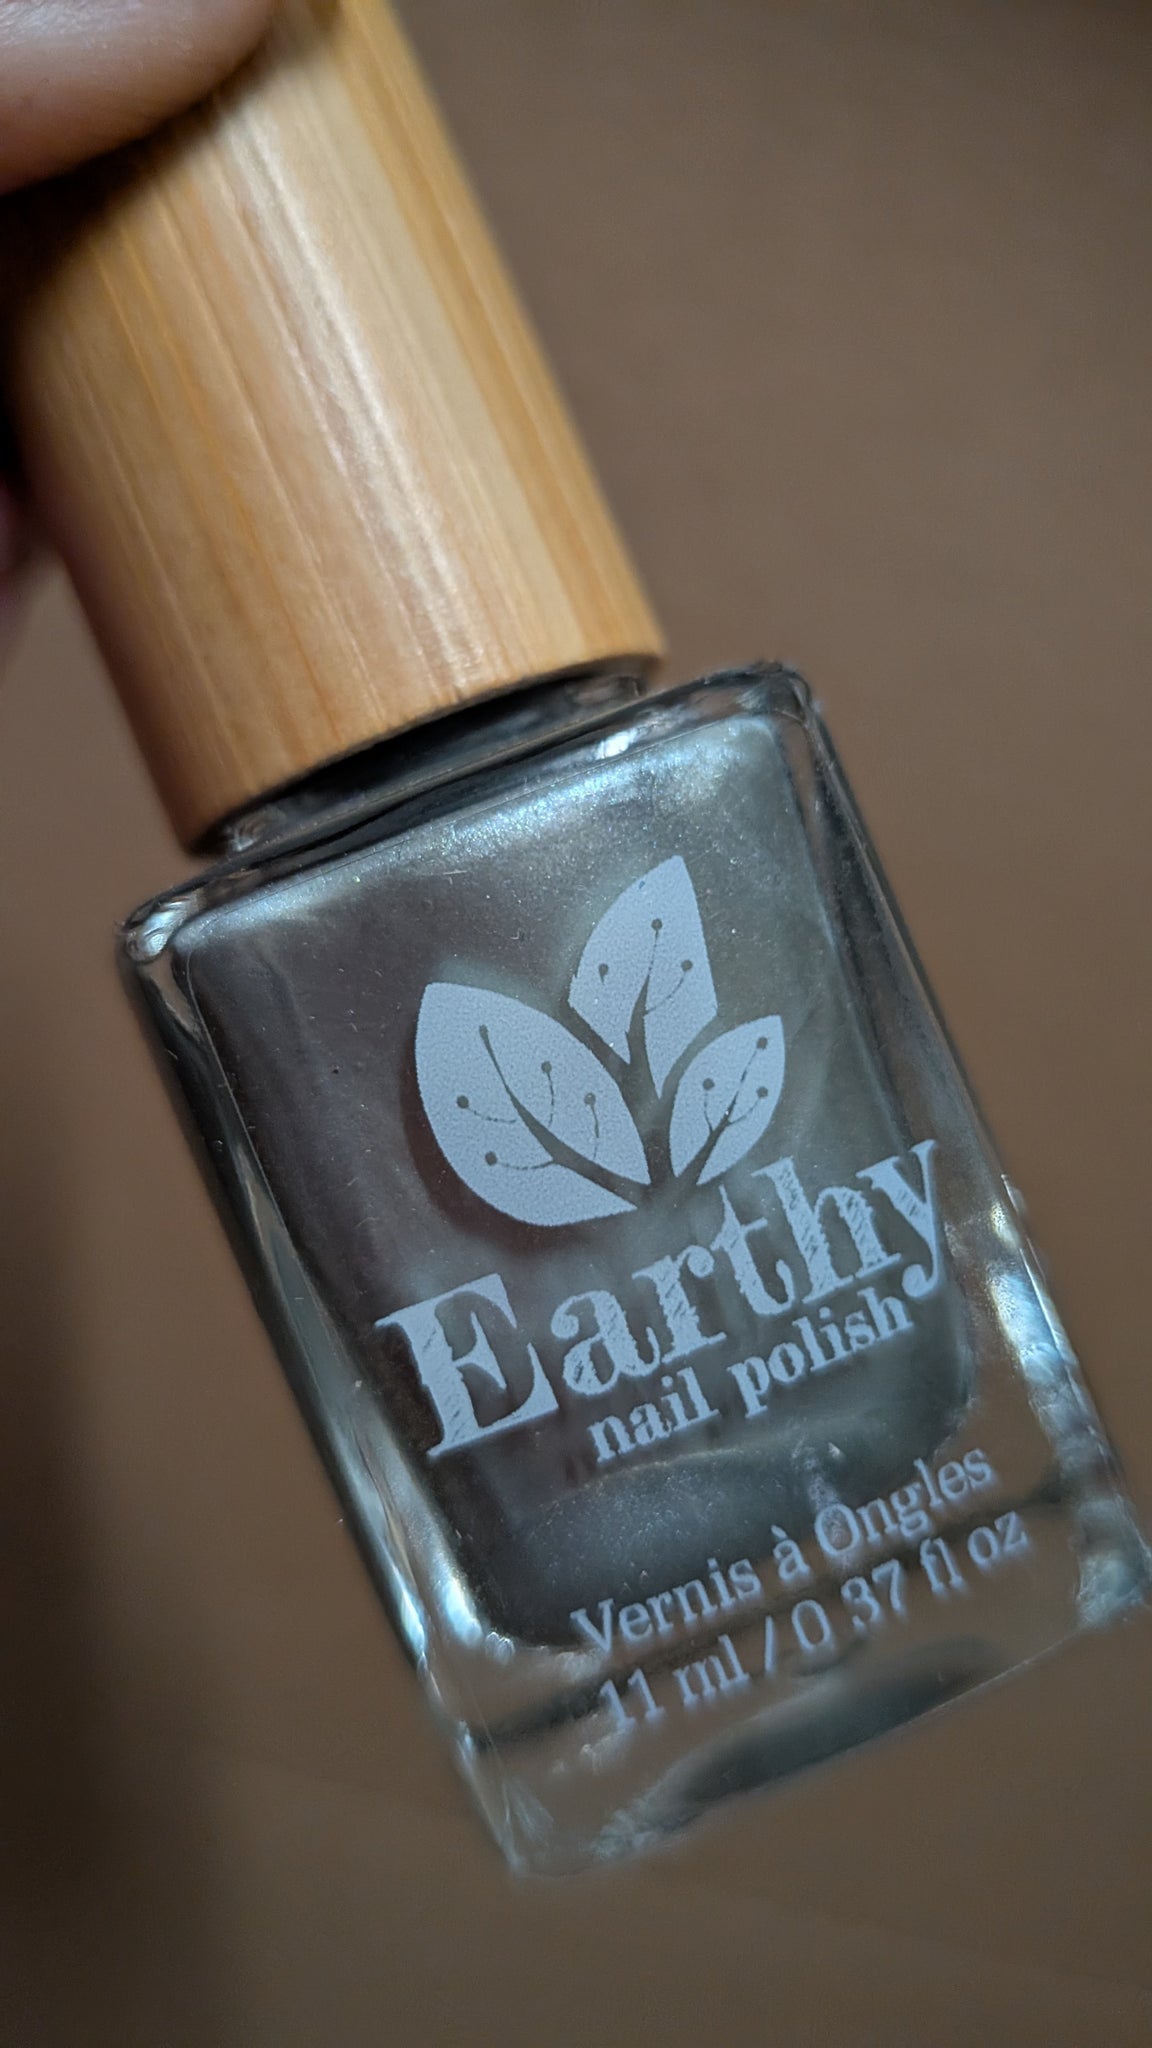 Earthy
nail polish
Vernis à Ongles
11 ml / 0.37 fl oz